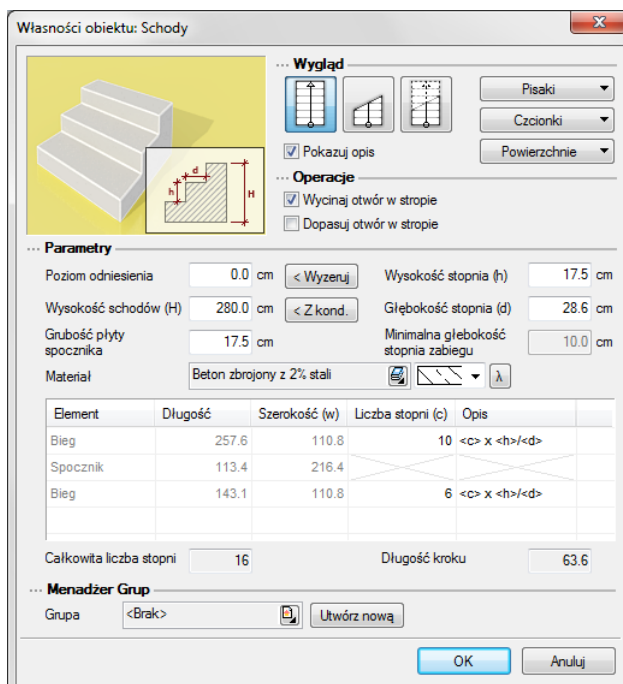 Własności obiektu: Schody
Wygląd
Pisaki
Czcionki
Pokazuj opis
Powierzchnie
Operacje
Wycinaj otwór w stropie
Dopasuj otwór w stropie
d
h
H
Parametry
Poziom odniesienia 0.0 cm < Wyzeruj Wysokość stopnia (h) 17.5 cm
Wysokość schodów (H) 280.0 cm < Z kond. Głębokość stopnia (d) 28.6 cm
Grubość płyty spocznika 17.5 cm Minimalna głebokość stopnia zabiegu 10.0 cm
Materiał Beton zbrojony z 2% stali λ
Element Długość Szerokość (w) Liczba stopni (c) Opis
Bieg 257.6 110.8 10 <c> x <h>/<d>
Spocznik 113.4 216.4
Bieg 143.1 110.8 6 <c> x <h>/<d>
Całkowita liczba stopni 16 Długość kroku 63.6
Menadżer Grup
Grupa <Brak> Utwórz nową
OK Anuluj